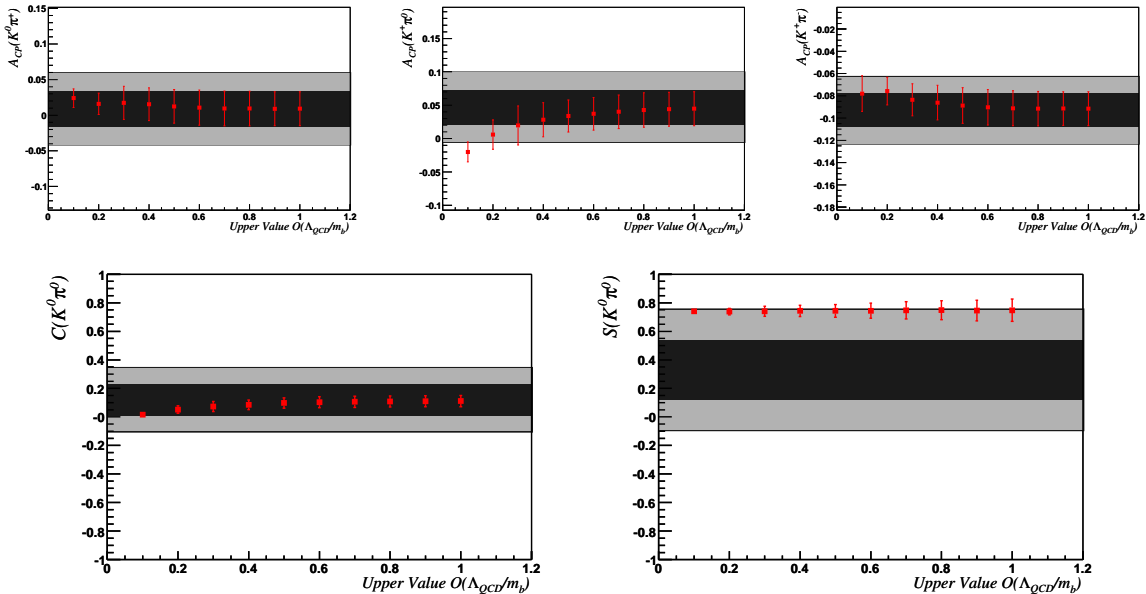 A_CP(K^0π^+)
0.15
0.1
0.05
0
-0.05
-0.1
0 0.2 0.4 0.6 0.8 1 1.2
Upper Value O(Λ_QCD/m_b)
A_CP(K^+π^0)
0.15
0.1
0.05
0
-0.05
-0.1
0 0.2 0.4 0.6 0.8 1 1.2
Upper Value O(Λ_QCD/m_b)
A_CP(K^+π^-)
-0.02
-0.04
-0.06
-0.08
-0.1
-0.12
-0.14
-0.16
-0.18
0 0.2 0.4 0.6 0.8 1 1.2
Upper Value O(Λ_QCD/m_b)
C(K^0π^0)
1
0.8
0.6
0.4
0.2
-0
-0.2
-0.4
-0.6
-0.8
-1
0 0.2 0.4 0.6 0.8 1 1.2
Upper Value O(Λ_QCD/m_b)
S(K^0π^0)
1
0.8
0.6
0.4
0.2
-0
-0.2
-0.4
-0.6
-0.8
-1
0 0.2 0.4 0.6 0.8 1 1.2
Upper Value O(Λ_QCD/m_b)